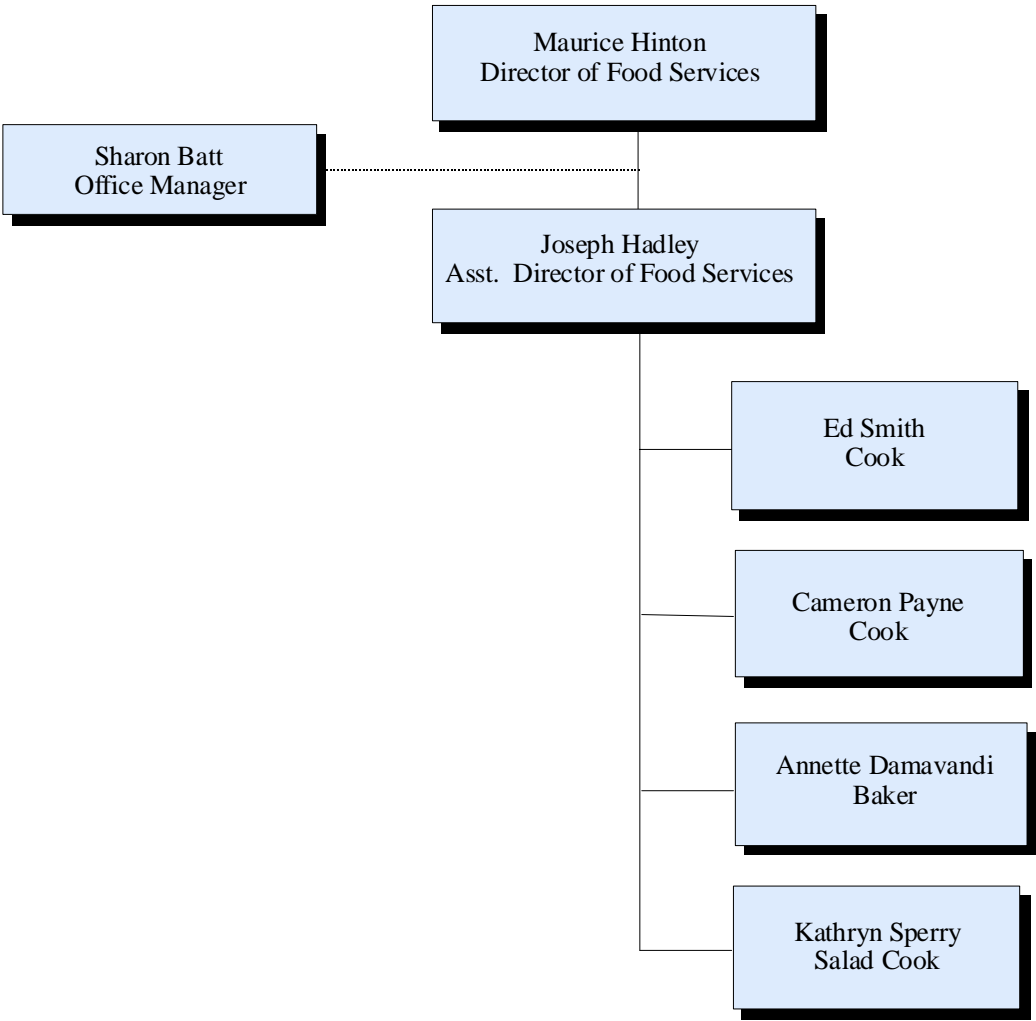 Maurice Hinton
Director of Food Services
Sharon Batt
Office Manager
Joseph Hadley
Asst.  Director of Food Services
Ed Smith
Cook
Cameron Payne
Cook
Annette Damavandi
Baker
Kathryn Sperry
Salad Cook